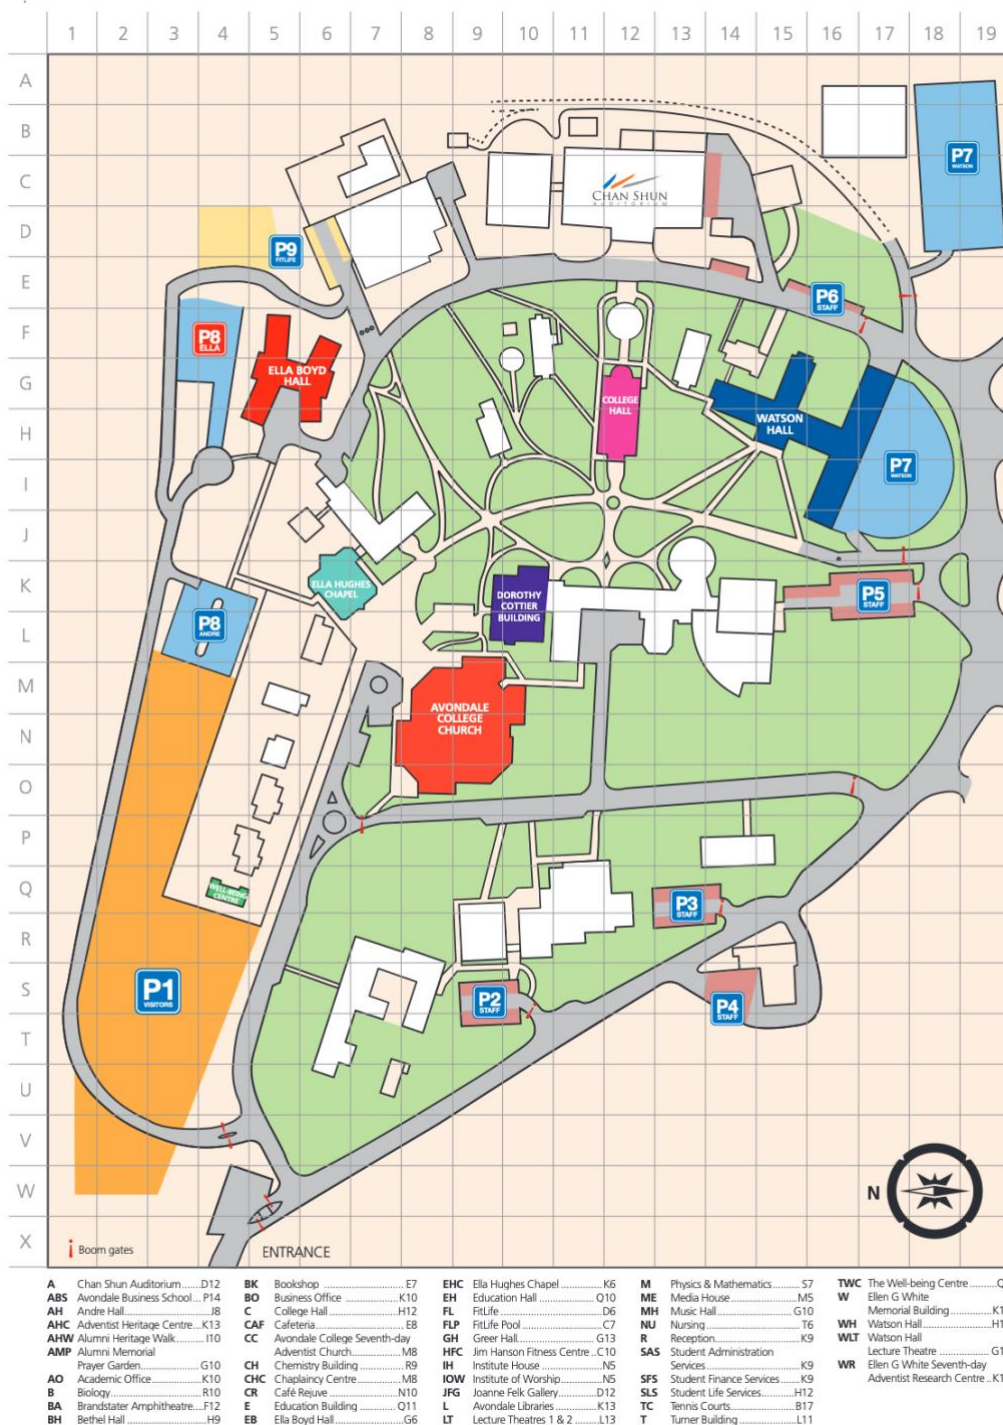 1 2 3 4 5 6 7 8 9 10 11 12 13 14 15 16 17 18 19
A
B
C
D
E
F
G
H
I
J
K
L
M
N
O
P
Q
R
S
T
U
V
W
X
P7
WATSON
CHAN SHUN
AUDITORIUM
P9
FITLIFE
P6
STAFF
P8
ELLA
ELLA BOYD
HALL
COLLEGE
HALL
WATSON
HALL
P7
WATSON
ELLA HUGHES
CHAPEL
DOROTHY
COTTIER
BUILDING
P5
STAFF
P8
ANDRE
AVONDALE
COLLEGE
CHURCH
WELL-BEING
CENTRE
P3
STAFF
P1
VISITORS
P2
STAFF
P4
STAFF
N
Boom gates
ENTRANCE
A Chan Shun Auditorium......D12
ABS Avondale Business School...P14
AH Andre Hall......J8
AHC Adventist Heritage Centre...K13
AHW Alumni Heritage Walk......I10
AMP Alumni Memorial
Prayer Garden......G10
AO Academic Office......K10
B Biology......R10
BA Brandstater Amphitheatre...F12
BH Bethel Hall......H9
BK Bookshop......E7
BO Business Office......K10
C College Hall......H12
CAF Cafeteria......E8
CC Avondale College Seventh-day
Adventist Church......M8
CH Chemistry Building......R9
CHC Chaplaincy Centre......M8
CR Café Rejuve......N10
E Education Building......Q11
EB Ella Boyd Hall......G6
EHC Ella Hughes Chapel......K6
EH Education Hall......Q10
FL FitLife......D6
FLP FitLife Pool......C7
GH Greer Hall......G13
HFC Jim Hanson Fitness Centre..C10
IH Institute House......N5
IOW Institute of Worship......N5
JFG Joanne Felk Gallery......D12
L Avondale Libraries......K13
LT Lecture Theatres 1 & 2......L13
M Physics & Mathematics......S7
ME Media House......M5
MH Music Hall......G10
NU Nursing......T6
R Reception......K9
SAS Student Administration
Services......K9
SFS Student Finance Services...K9
SLS Student Life Services......H12
TC Tennis Courts......B17
T Turner Building......L11
TWC The Well-being Centre
W Ellen G White
Memorial Building
WH Watson Hall
WLT Watson Hall
Lecture Theatre
WR Ellen G White Seventh-day
Adventist Research Centre